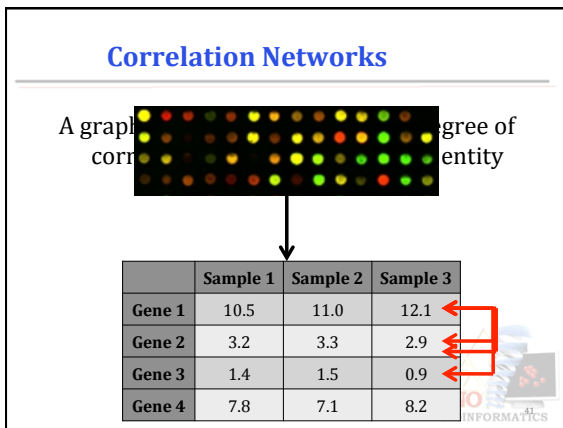 Correlation Networks
A graph egree of
corr entity
Sample 1 Sample 2 Sample 3
Gene 1 10.5 11.0 12.1
Gene 2 3.2 3.3 2.9
Gene 3 1.4 1.5 0.9
Gene 4 7.8 7.1 8.2
INFORMATICS
41